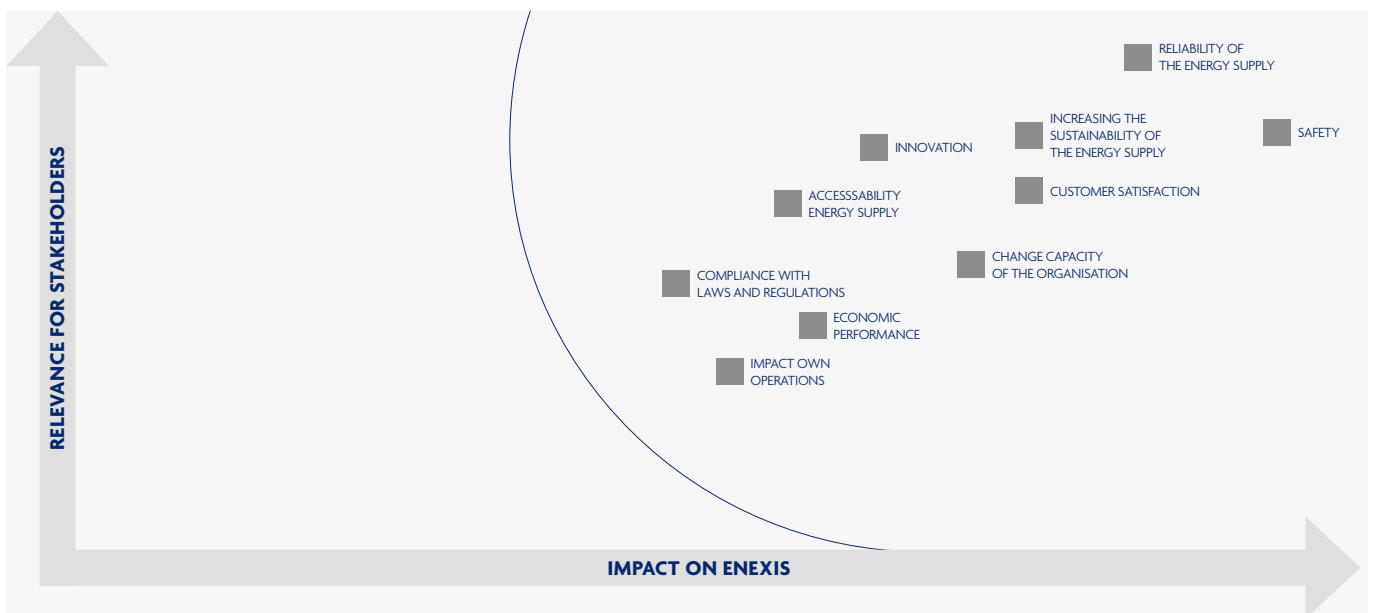 RELEVANCE FOR STAKEHOLDERS
RELIABILITY OF
THE ENERGY SUPPLY
INCREASING THE
SUSTAINABILITY OF
THE ENERGY SUPPLY
SAFETY
INNOVATION
CUSTOMER SATISFACTION
ACCESSSABILITY
ENERGY SUPPLY
CHANGE CAPACITY
OF THE ORGANISATION
COMPLIANCE WITH
LAWS AND REGULATIONS
ECONOMIC
PERFORMANCE
IMPACT OWN
OPERATIONS
IMPACT ON ENEXIS